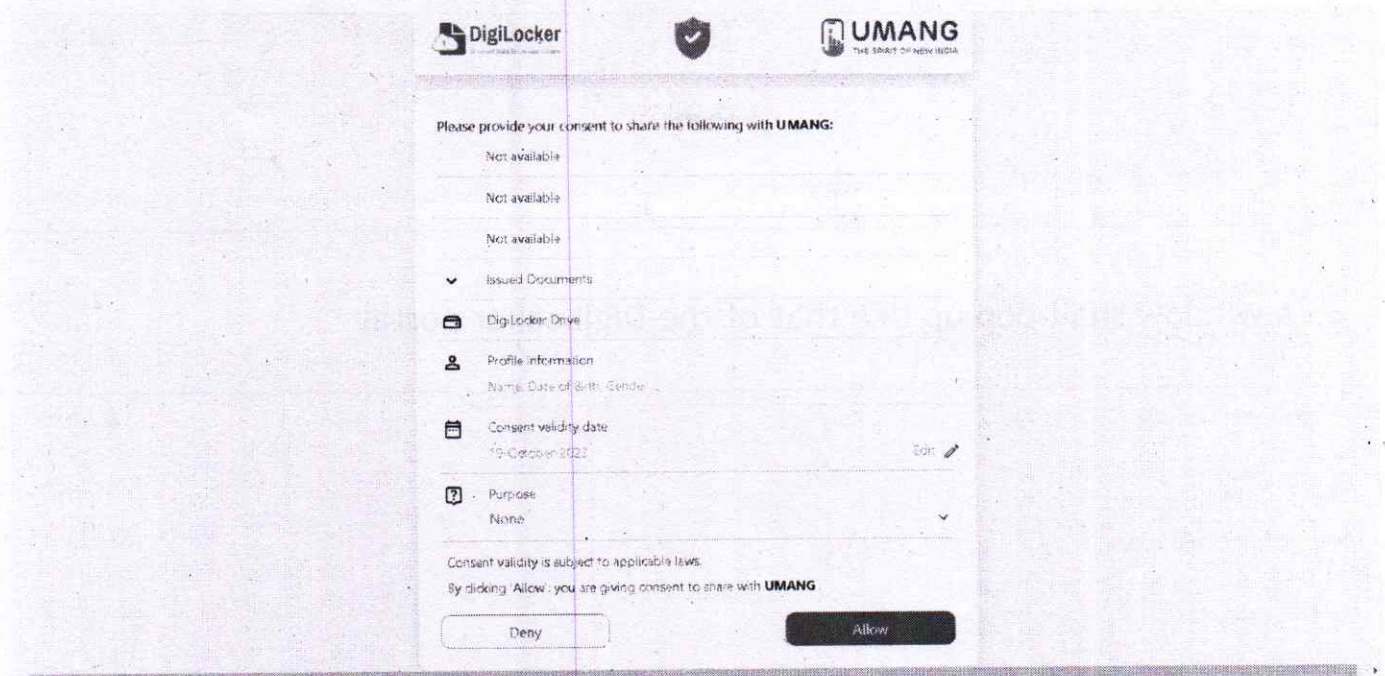 DigiLocker
UMANG
THE SPIRIT OF NEW INDIA
Please provide your consent to share the following with UMANG:
Not available
Not available
Not available
Issued Documents
DigiLocker Drive
Profile information
Name, Date of Birth, Gender
Consent validity date
19-October-2023
Edit
Purpose
None
Consent validity is subject to applicable laws.
By clicking 'Allow', you are giving consent to share with UMANG
Deny
Allow